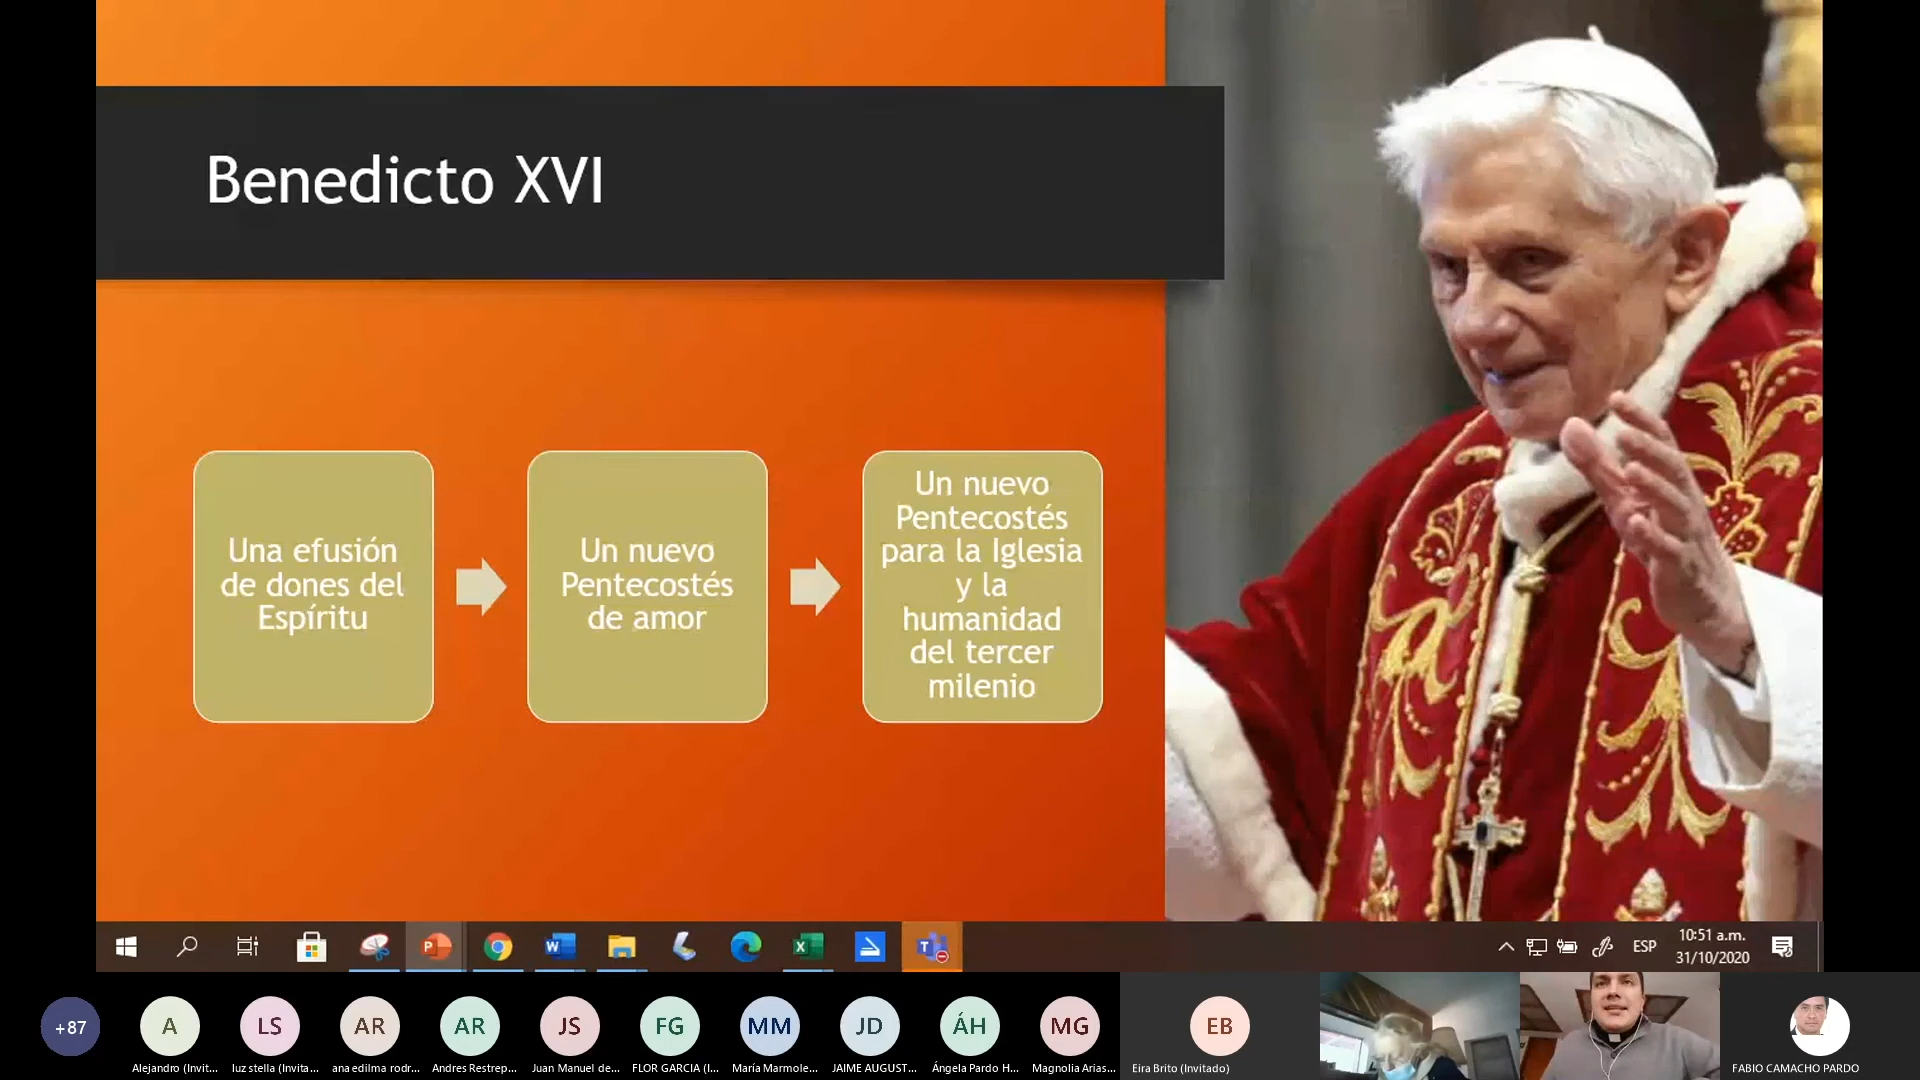 Benedicto XVI
Una efusión
de dones del
Espíritu
Un nuevo
Pentecostés
de amor
Un nuevo
Pentecostés
para la Iglesia
y la
humanidad
del tercer
milenio
ESP
10:51 a.m.
31/10/2020
+87
A
LS
AR
AR
JS
FG
MM
JD
ÁH
MG
EB
Alejandro (Invit...
luz stella (Invita...
ana edilma rodr...
Andres Restrep...
Juan Manuel de...
FLOR GARCIA (I...
María Marmole...
JAIME AUGUST...
Ángela Pardo H...
Magnolia Arias...
Eira Brito (Invitado)
FABIO CAMACHO PARDO